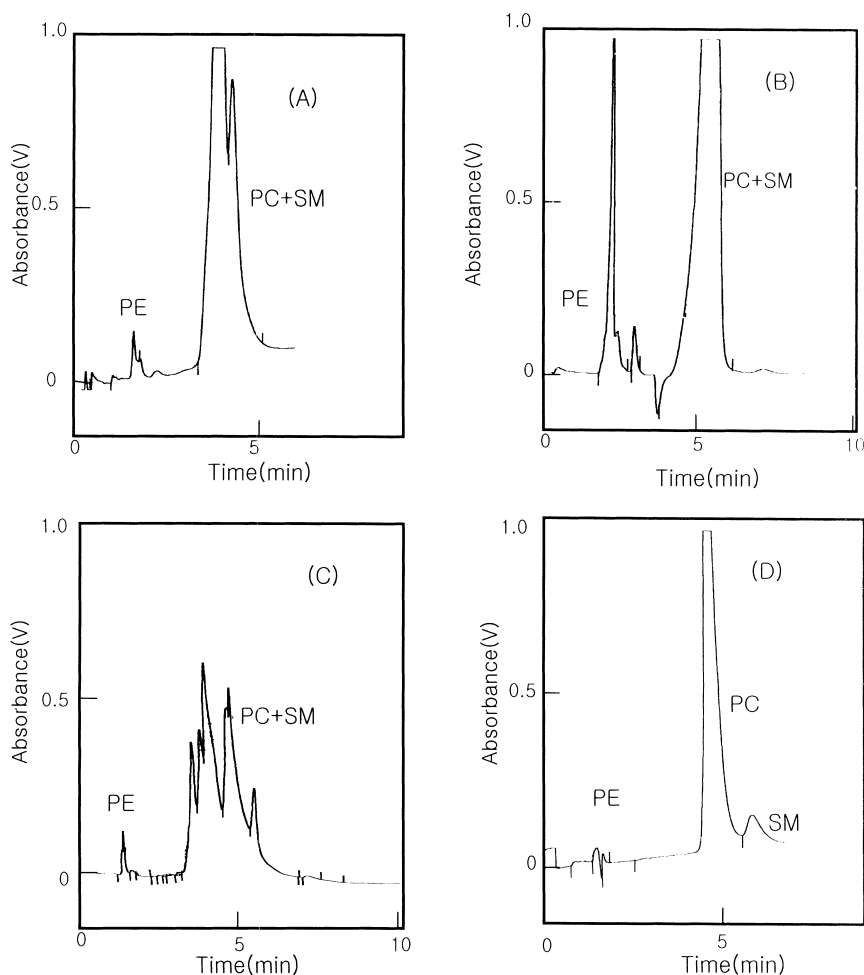 1.0
(A)
Absorbance(V)
0.5
PC+SM
PE
0
0
5
Time(min)
1.0
(B)
Absorbance(V)
0.5
PC+SM
PE
0
0
5
10
Time(min)
1.0
(C)
Absorbance(V)
0.5
PC+SM
PE
0
0
5
10
Time(min)
1.0
(D)
Absorbance(V)
0.5
PC
PE
SM
0
0
5
Time(min)